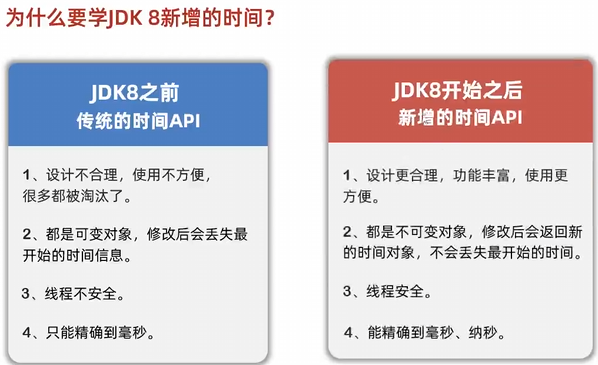 为什么要学JDK 8新增的时间？
JDK8之前
传统的时间API
1、设计不合理，使用不方便，
很多都被淘汰了。
2、都是可变对象，修改后会丢失最
开始的时间信息。
3、线程不安全。
4、只能精确到毫秒。
JDK8开始之后
新增的时间API
1、设计更合理，功能丰富，使用更
方便。
2、都是不可变对象，修改后会返回新
的时间对象，不会丢失最开始的时间。
3、线程安全。
4、能精确到毫秒、纳秒。